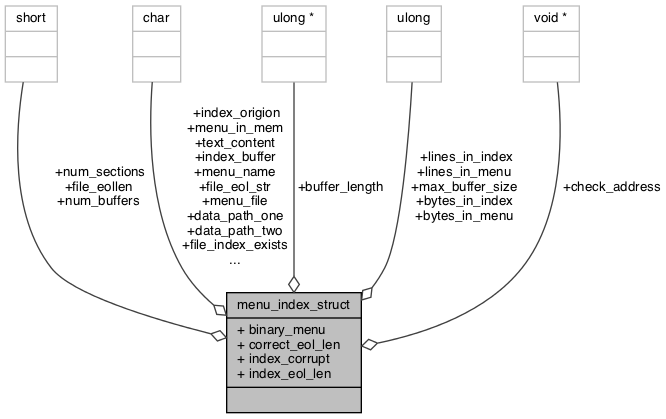 short
char
ulong *
ulong
void *
+num_sections
+file_eollen
+num_buffers
+index_origion
+menu_in_mem
+text_content
+index_buffer
+menu_name
+file_eol_str
+menu_file
+data_path_one
+data_path_two
+file_index_exists
...
+buffer_length
+lines_in_index
+lines_in_menu
+max_buffer_size
+bytes_in_index
+bytes_in_menu
+check_address
menu_index_struct
+ binary_menu
+ correct_eol_len
+ index_corrupt
+ index_eol_len